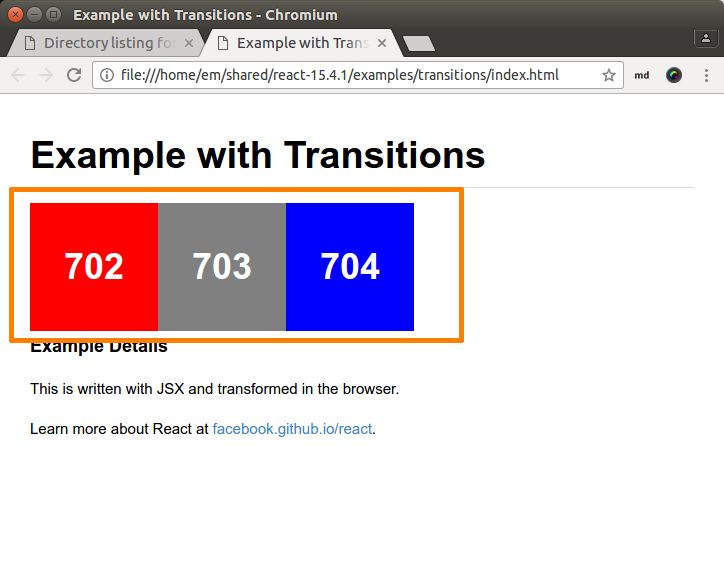 Example with Transitions - Chromium
Directory listing fo
Example with Trans
file:///home/em/shared/react-15.4.1/examples/transitions/index.html
md
Example with Transitions
702 703 704
Example Details
This is written with JSX and transformed in the browser.
Learn more about React at facebook.github.io/react.